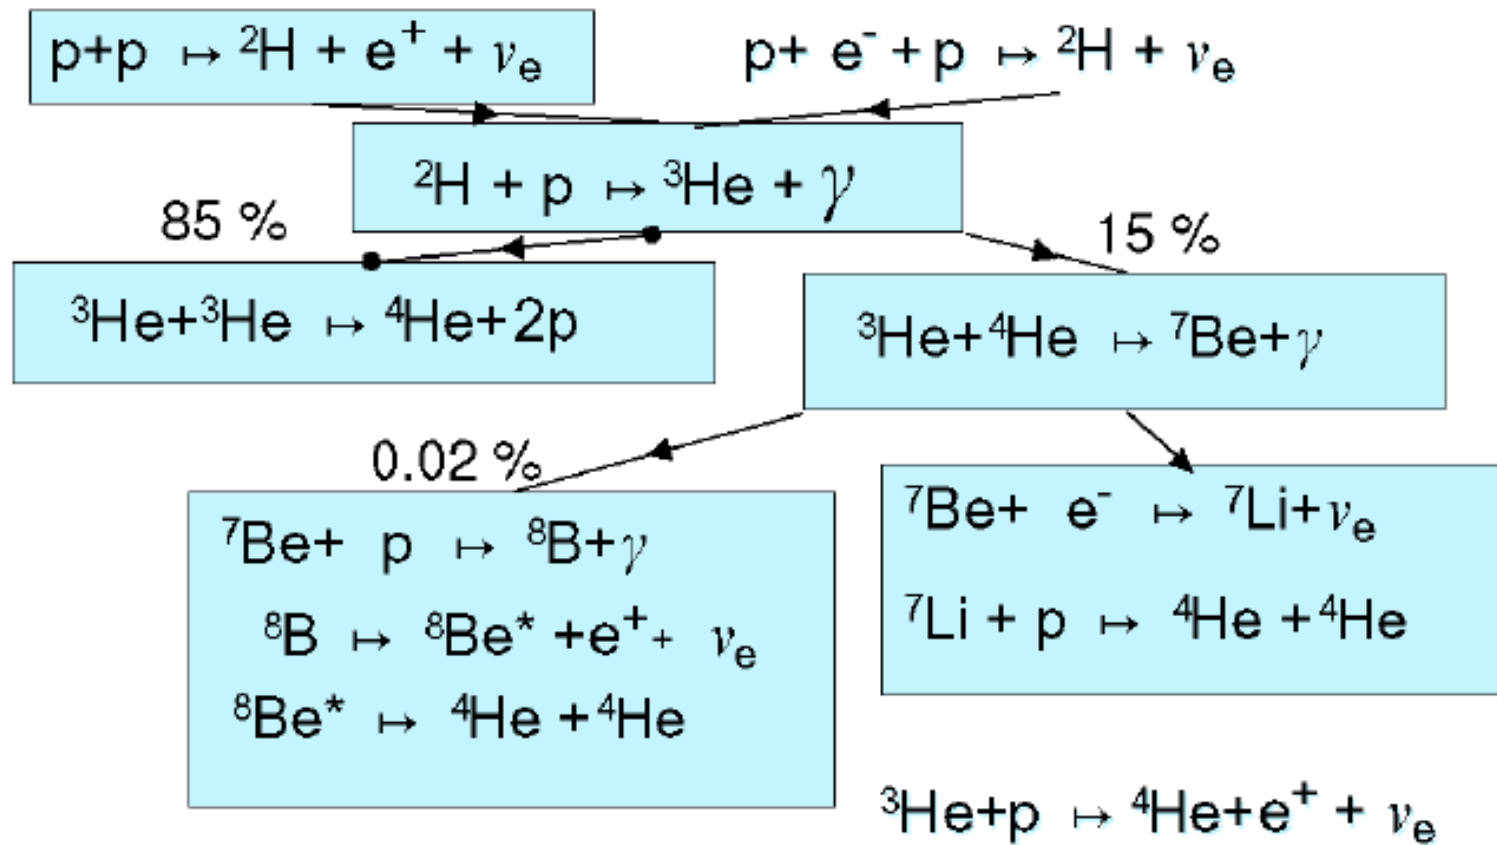 p+p ↦ ²H + e⁺ + νₑ
p+ e⁻ + p ↦ ²H + νₑ
²H + p ↦ ³He + γ
85 %
15 %
³He+³He ↦ ⁴He+2p
³He+⁴He ↦ ⁷Be+γ
0.02 %
⁷Be+ p ↦ ⁸B+γ
⁸B ↦ ⁸Be* +e⁺+ νₑ
⁸Be* ↦ ⁴He +⁴He
⁷Be+ e⁻ ↦ ⁷Li+νₑ
⁷Li + p ↦ ⁴He +⁴He
³He+p ↦ ⁴He+e⁺ + νₑ